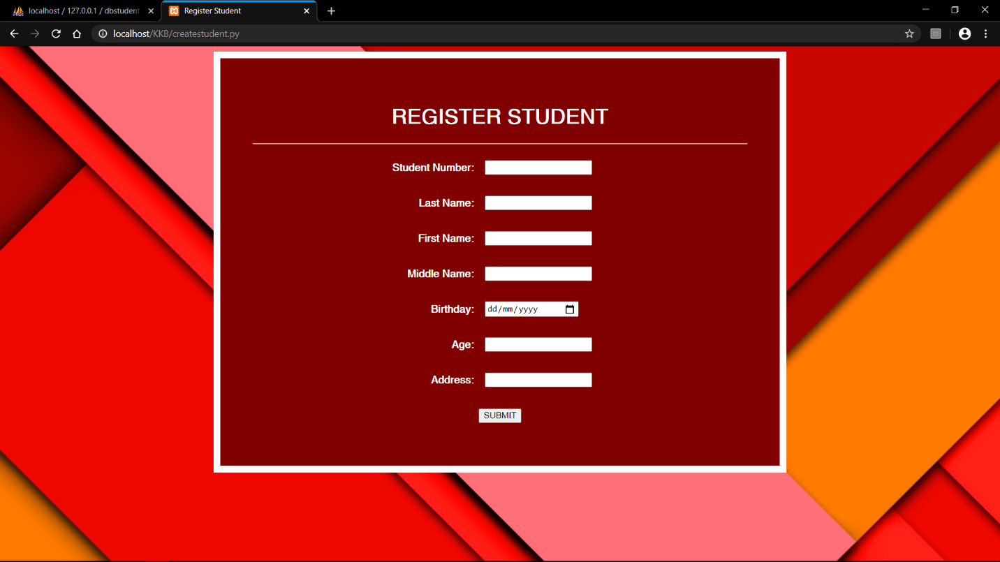 localhost / 127.0.0.1 / dbstudent
Register Student
localhost/KKB/createstudent.py
REGISTER STUDENT
Student Number:
Last Name:
First Name:
Middle Name:
Birthday: dd/mm/yyyy
Age:
Address:
SUBMIT